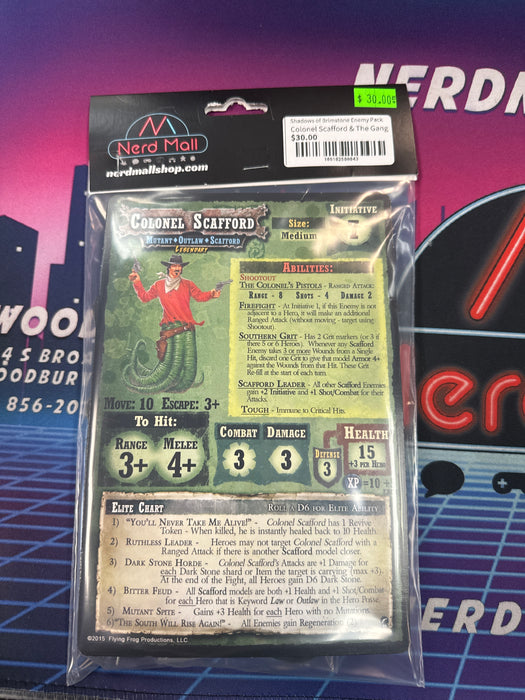 NERDM
$ 30.00
Nerd Mall
nerdmallshop.com
Shadows of Brimstone Enemy Pack
Colonel Scafford & The Gang
$30.00
WOO
4 S BRO
OODBUR
856-20
er
ERD
COLONEL SCAFFORD
MUTANT • OUTLAW • SCAFFORD
LEGENDARY
Size:
Medium
INITIATIVE
ABILITIES:
SHOOTOUT
THE COLONEL'S PISTOLS - RANGED ATTACK:
RANGE - 8 SHOTS - 4 DAMAGE 2
FIREFIGHT - At Initiative 1, if this Enemy is not
adjacent to a Hero, it will make an additional
Ranged Attack (without moving - target using
Shootout).
SOUTHERN GRIT - Has 2 Grit markers (or 3 if
there 5 or 6 Heroes). Whenever any Scafford
Enemy takes 3 or more Wounds from a Single
Hit, discard one Grit to give that model Armor 4+
against the Wounds from that Hit. These Grit
Re-fill at the start of each turn.
SCAFFORD LEADER - All other Scafford Enemies
gain +2 Initiative and +1 Shot/Combat for their
Attacks.
TOUGH - Immune to Critical Hits.
MOVE: 10 ESCAPE: 3+
TO HIT:
RANGE MELEE
3+ 4+
COMBAT DAMAGE
3 3
DEFENSE
3
HEALTH
15
+3 PER HERO
XP =10 +
ELITE CHART ROLL A D6 FOR ELITE ABILITY
1) "YOU'LL NEVER TAKE ME ALIVE!" - Colonel Scafford has 1 Revive
Token - When killed, he is instantly healed back to 10 Health.
2) RUTHLESS LEADER - Heroes may not target Colonel Scafford with a
Ranged Attack if there is another Scafford model closer.
3) DARK STONE HORDE - Colonel Scafford's Attacks are +1 Damage for
each Dark Stone shard or Item the target is carrying (max +3).
At the end of the Fight, all Heroes gain D6 Dark Stone.
4) BITTER FEUD - All Scafford models are both +1 Health and +1 Shot/Combat
for each Hero that is Keyword Law or Outlaw in the Hero Posse.
5) MUTANT SPITE - Gains +3 Health for each Hero with no Mutations.
6) "THE SOUTH WILL RISE AGAIN!" - All Enemies gain Regeneration (2).
©2015 Flying Frog Productions, LLC